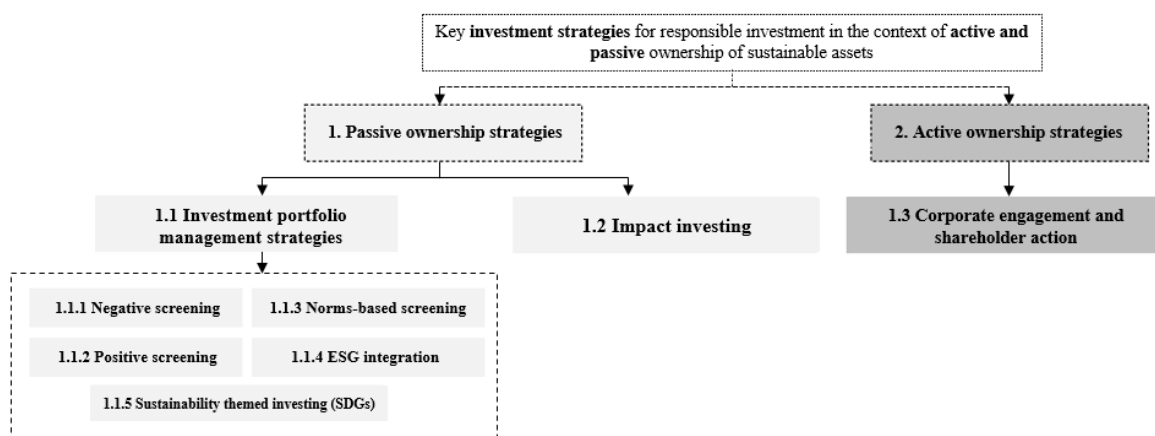 Key investment strategies for responsible investment in the context of active and
passive ownership of sustainable assets
1. Passive ownership strategies
2. Active ownership strategies
1.1 Investment portfolio
management strategies
1.2 Impact investing
1.3 Corporate engagement and
shareholder action
1.1.1 Negative screening
1.1.3 Norms-based screening
1.1.2 Positive screening
1.1.4 ESG integration
1.1.5 Sustainability themed investing (SDGs)